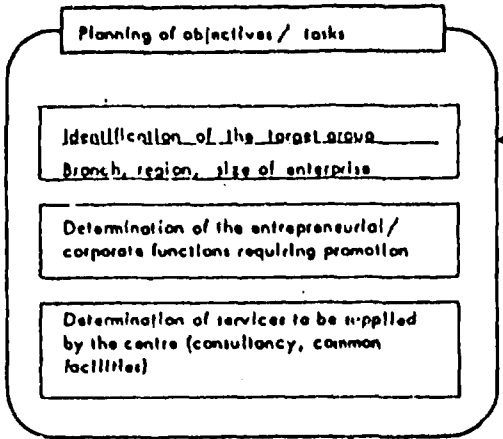 Planning of objectives / tasks
Identification of the target group
Branch, region, size of enterprise
Determination of the entrepreneurial/
corporate functions requiring promotion
Determination of services to be supplied
by the centre (consultancy, common
facilities)